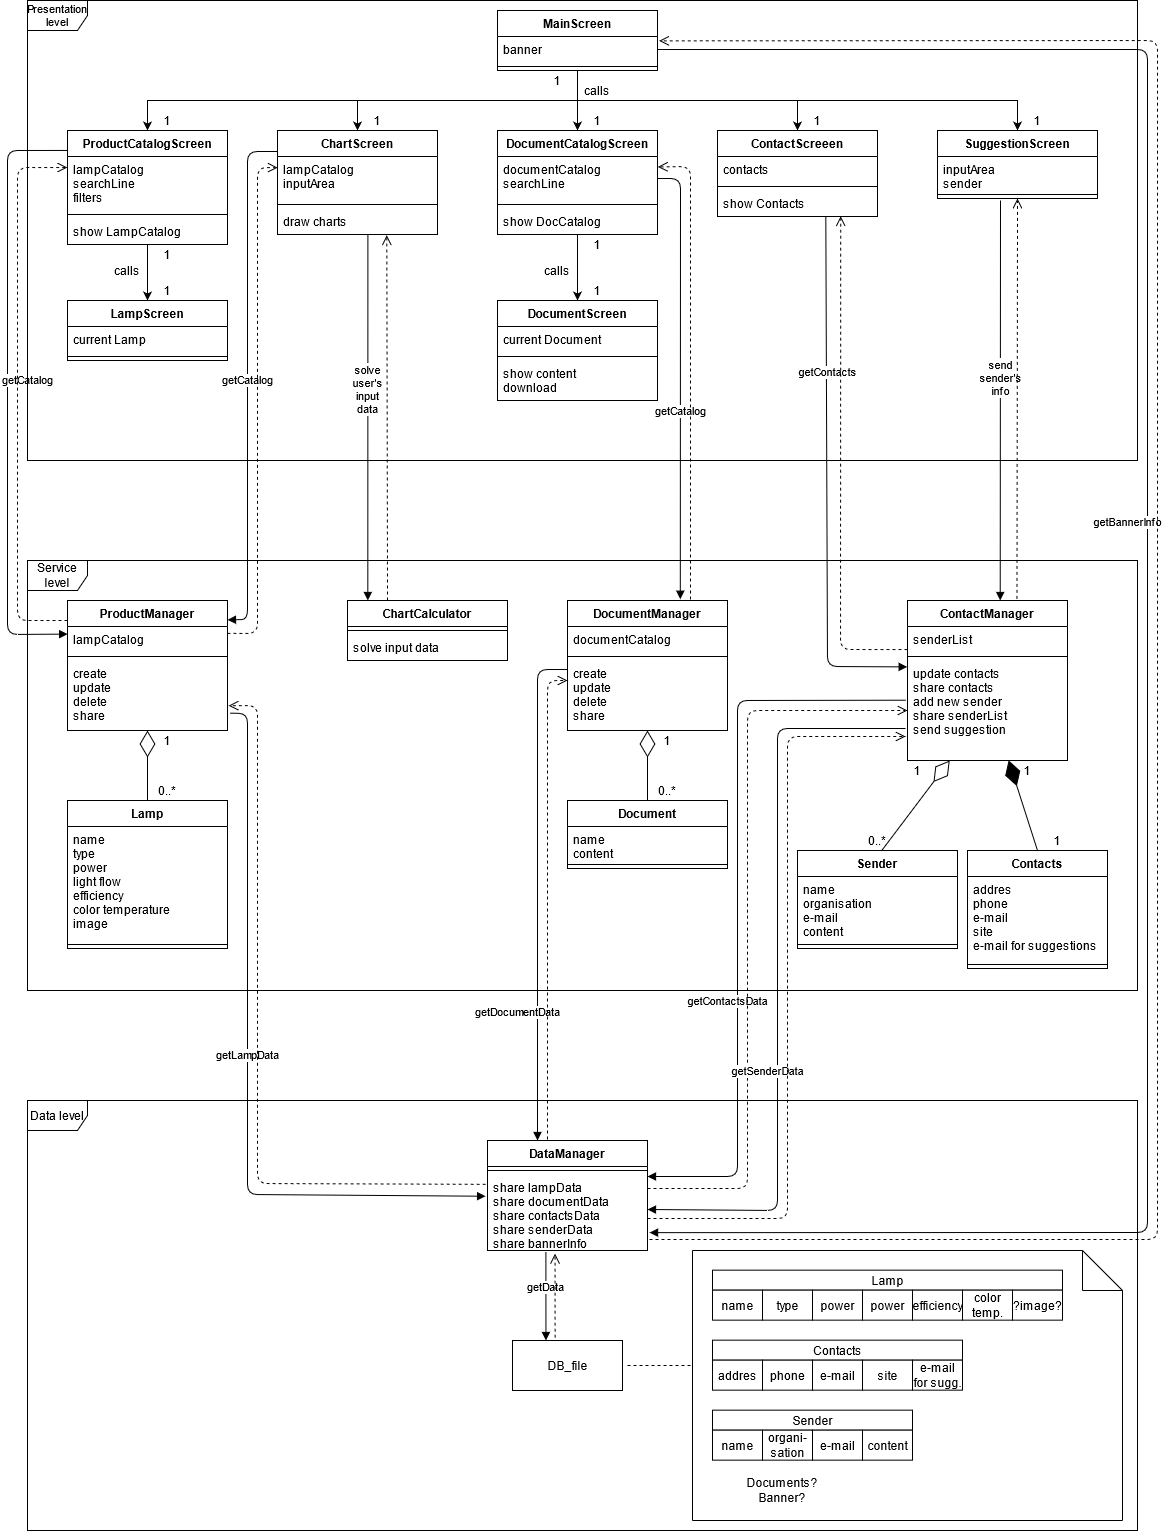 Presentation
level
MainScreen
banner
1
calls
1
1
1
1
1
ProductCatalogScreen
lampCatalog
searchLine
filters
show LampCatalog
ChartScreen
lampCatalog
inputArea
draw charts
DocumentCatalogScreen
documentCatalog
searchLine
show DocCatalog
ContactScreeen
contacts
show Contacts
SuggestionScreen
inputArea
sender
1
calls
1
1
calls
1
LampScreen
current Lamp
DocumentScreen
current Document
show content
download
getCatalog
getCatalog
solve
user's
input
data
getCatalog
getContacts
send
sender's
info
getBannerInfo
Service
level
ProductManager
lampCatalog
create
update
delete
share
ChartCalculator
solve input data
DocumentManager
documentCatalog
create
update
delete
share
ContactManager
senderList
update contacts
share contacts
add new sender
share senderList
send suggestion
1
0..*
1
0..*
1
0..*
1
1
Lamp
name
type
power
light flow
efficiency
color temperature
image
Document
name
content
Sender
name
organisation
e-mail
content
Contacts
addres
phone
e-mail
site
e-mail for suggestions
getContactsData
getDocumentData
getLampData
getSenderData
Data level
DataManager
share lampData
share documentData
share contactsData
share senderData
share bannerInfo
getData
DB_file
Lamp
name type power power efficiency color temp. ?image?
Contacts
addres phone e-mail site e-mail for sugg.
Sender
name organi-sation e-mail content
Documents?
Banner?